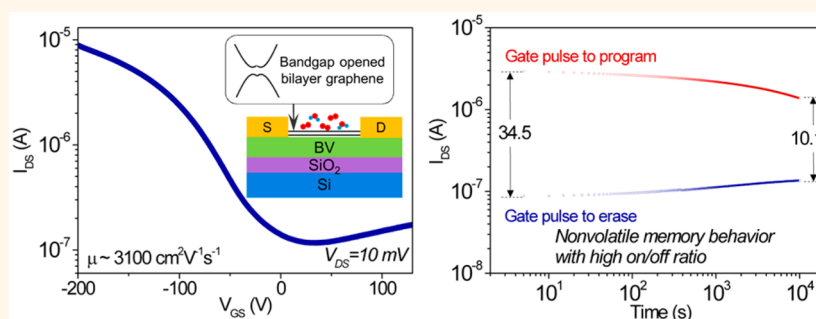 10⁻⁵
10⁻⁶
10⁻⁷
I_DS (A)
Bandgap opened
bilayer graphene
S
D
BV
SiO₂
Si
μ~ 3100 cm²V⁻¹s⁻¹
V_DS=10 mV
-200
-100
0
100
V_GS (V)
10⁻⁵
10⁻⁶
10⁻⁷
10⁻⁸
I_DS (A)
Gate pulse to program
34.5
10.1
Gate pulse to erase
Nonvolatile memory behavior
with high on/off ratio
10¹
10²
10³
10⁴
Time (s)